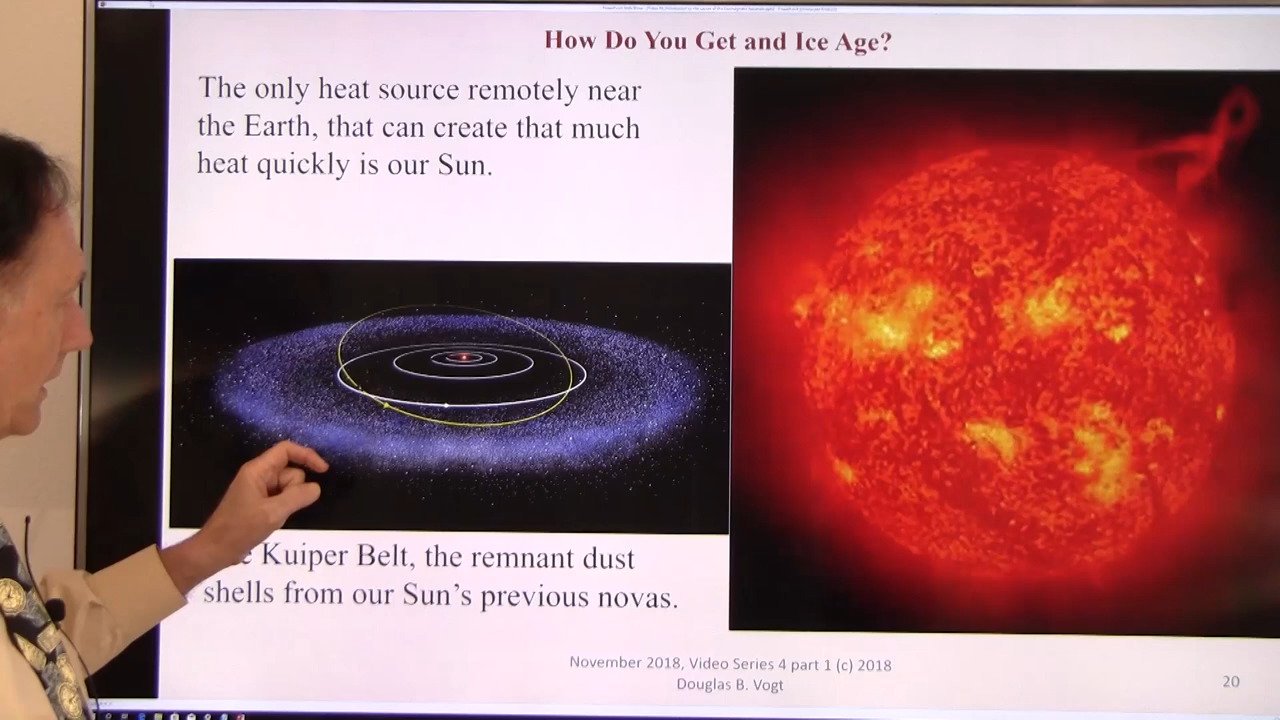 How Do You Get and Ice Age?
The only heat source remotely near
the Earth, that can create that much
heat quickly is our Sun.
Kuiper Belt, the remnant dust
shells from our Sun's previous novas.
November 2018, Video Series 4 part 1 (c) 2018
Douglas B. Vogt
20